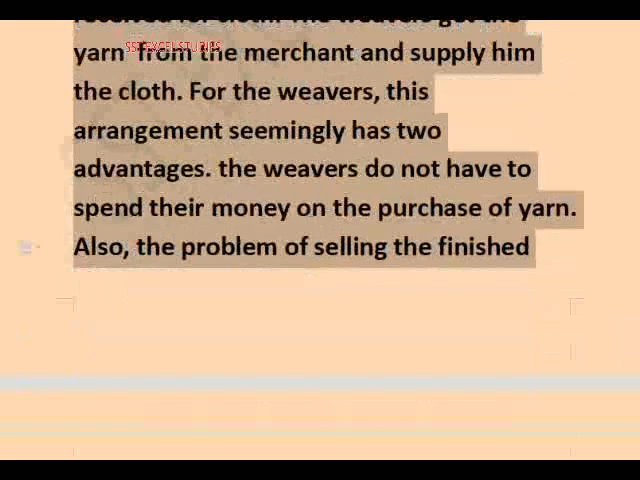 yarn from the merchant and supply him
the cloth. For the weavers, this
arrangement seemingly has two
advantages. the weavers do not have to
spend their money on the purchase of yarn.
Also, the problem of selling the finished